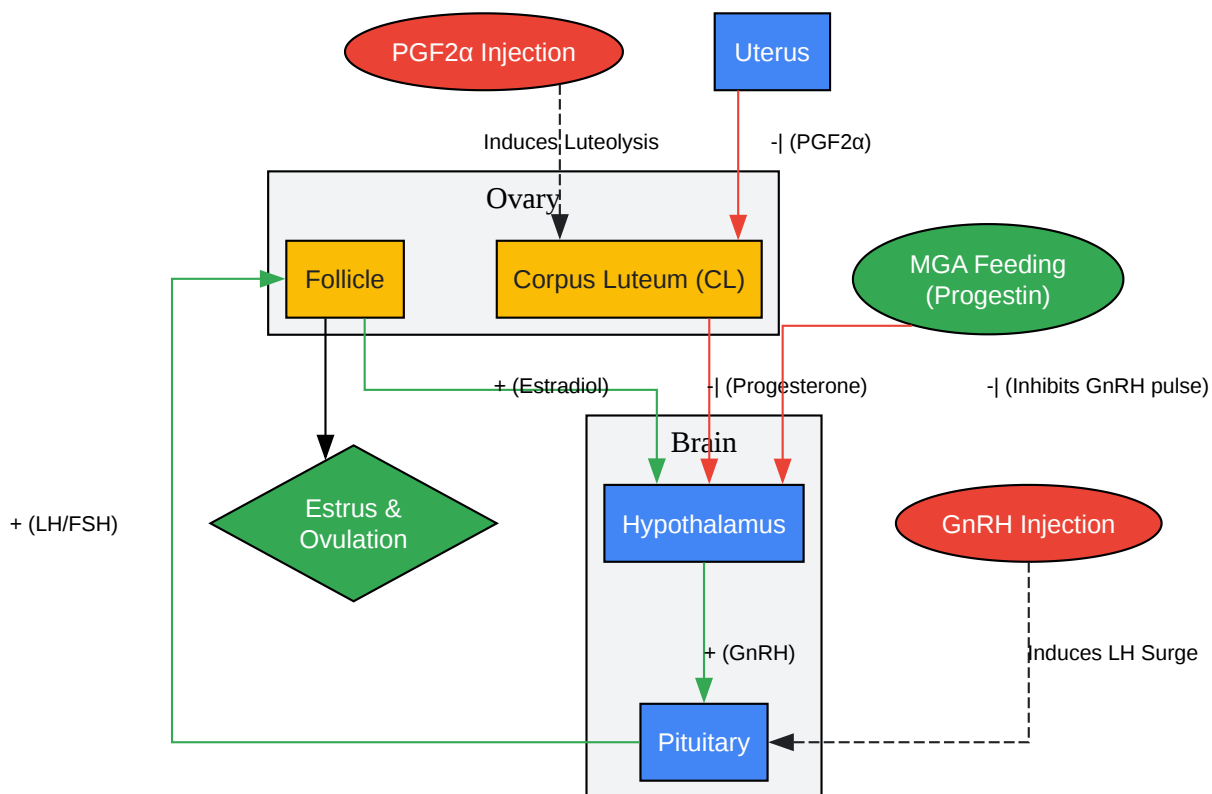 PGF2α Injection
Uterus
Induces Luteolysis
-| (PGF2α)
Ovary
Follicle
Corpus Luteum (CL)
MGA Feeding
(Progestin)
+ (Estradiol)
-| (Progesterone)
-| (Inhibits GnRH pulse)
Brain
Estrus &
Ovulation
+ (LH/FSH)
Hypothalamus
GnRH Injection
+ (GnRH)
Induces LH Surge
Pituitary